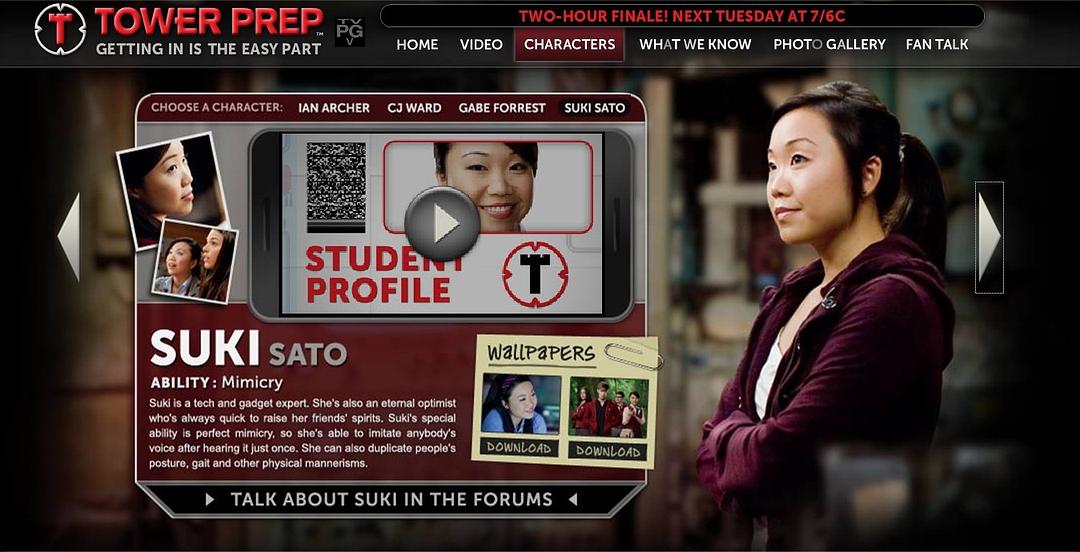 TOWER PREP™
GETTING IN IS THE EASY PART
TV
PG
V
TWO-HOUR FINALE! NEXT TUESDAY AT 7/6C
HOME VIDEO CHARACTERS WHAT WE KNOW PHOTO GALLERY FAN TALK
CHOOSE A CHARACTER: IAN ARCHER CJ WARD GABE FORREST SUKI SATO
STUDENT
PROFILE
SUKI SATO
ABILITY: Mimicry
Suki is a tech and gadget expert. She's also an eternal optimist
who's always quick to raise her friends' spirits. Suki's special
ability is perfect mimicry, so she's able to imitate anybody's
voice after hearing it just once. She can also duplicate people's
posture, gait and other physical mannerisms.
WALLPAPERS
DOWNLOAD DOWNLOAD
TALK ABOUT SUKI IN THE FORUMS